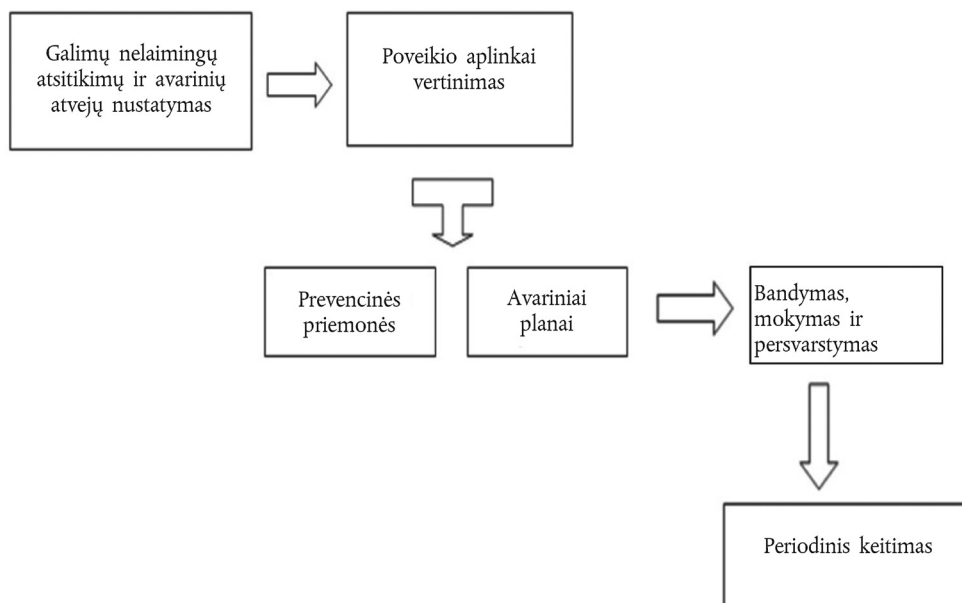 Galimų nelaimingų
atsitikimų ir avarinių
atvejų nustatymas
Poveikio aplinkai
vertinimas
Prevencinės
priemonės
Avariniai
planai
Bandymas,
mokymas ir
persvarstymas
Periodinis keitimas